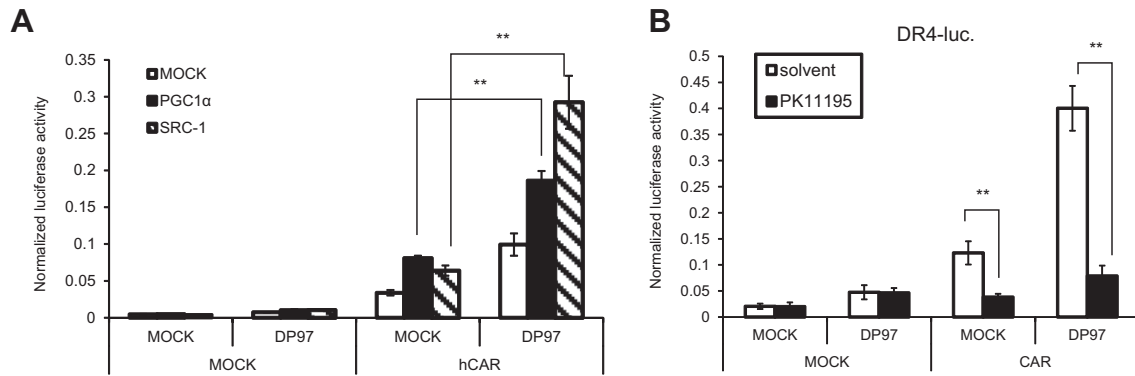 A
Normalized luciferase activity
0.35
0.3
0.25
0.2
0.15
0.1
0.05
0
MOCK
PGC1α
SRC-1
**
**
MOCK DP97 MOCK DP97
MOCK hCAR
B
DR4-luc.
Normalized luciferase activity
0.5
0.45
0.4
0.35
0.3
0.25
0.2
0.15
0.1
0.05
0
solvent
PK11195
**
**
MOCK DP97 MOCK DP97
MOCK CAR